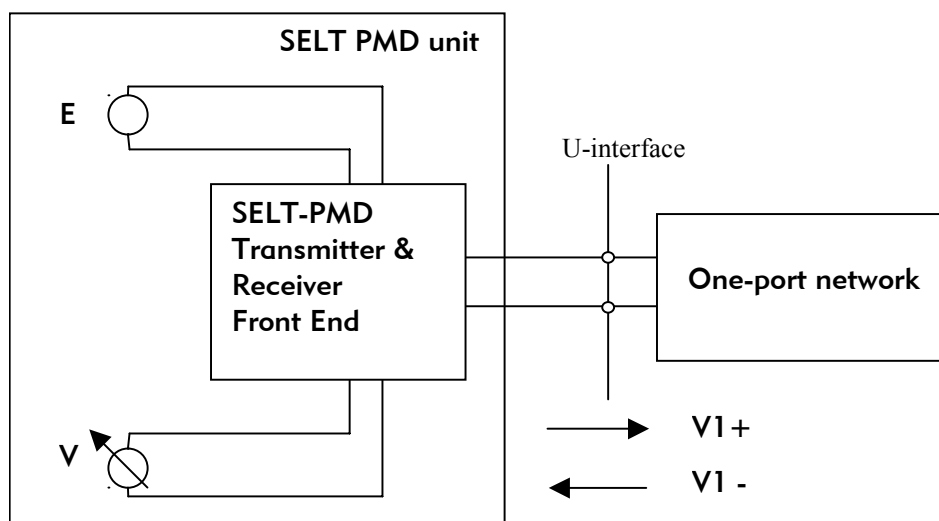 SELT PMD unit
E
U-interface
SELT-PMD
Transmitter &
Receiver
Front End
One-port network
V1+
V
V1 -